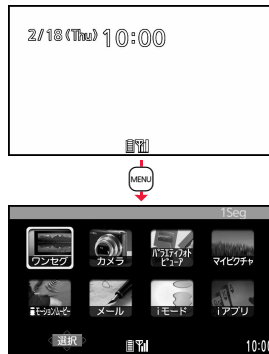 2/18(Thu) 10:00
MENU
1Seg
ワンセグ カメラ バラエティフォトビューア マイピクチャ
iモーションムービー メール iモード iアプリ
選択 10:00